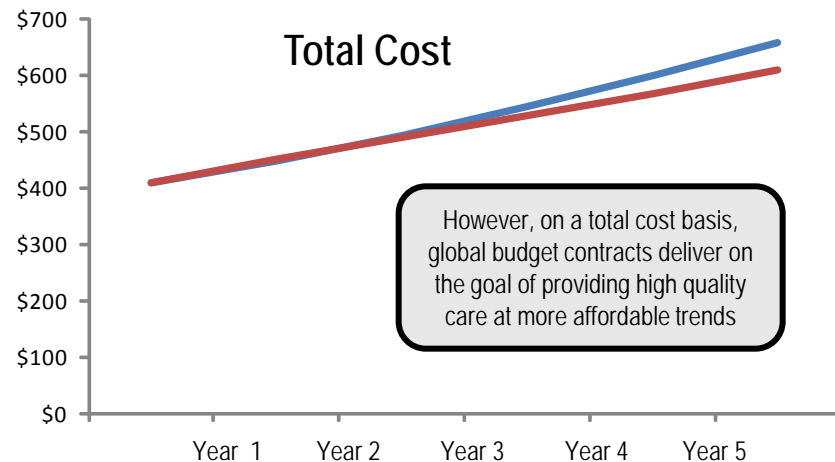 Total Cost
$700
$600
$500
$400
$300
$200
$100
$0
However, on a total cost basis,
global budget contracts deliver on
the goal of providing high quality
care at more affordable trends
Year 1 Year 2 Year 3 Year 4 Year 5